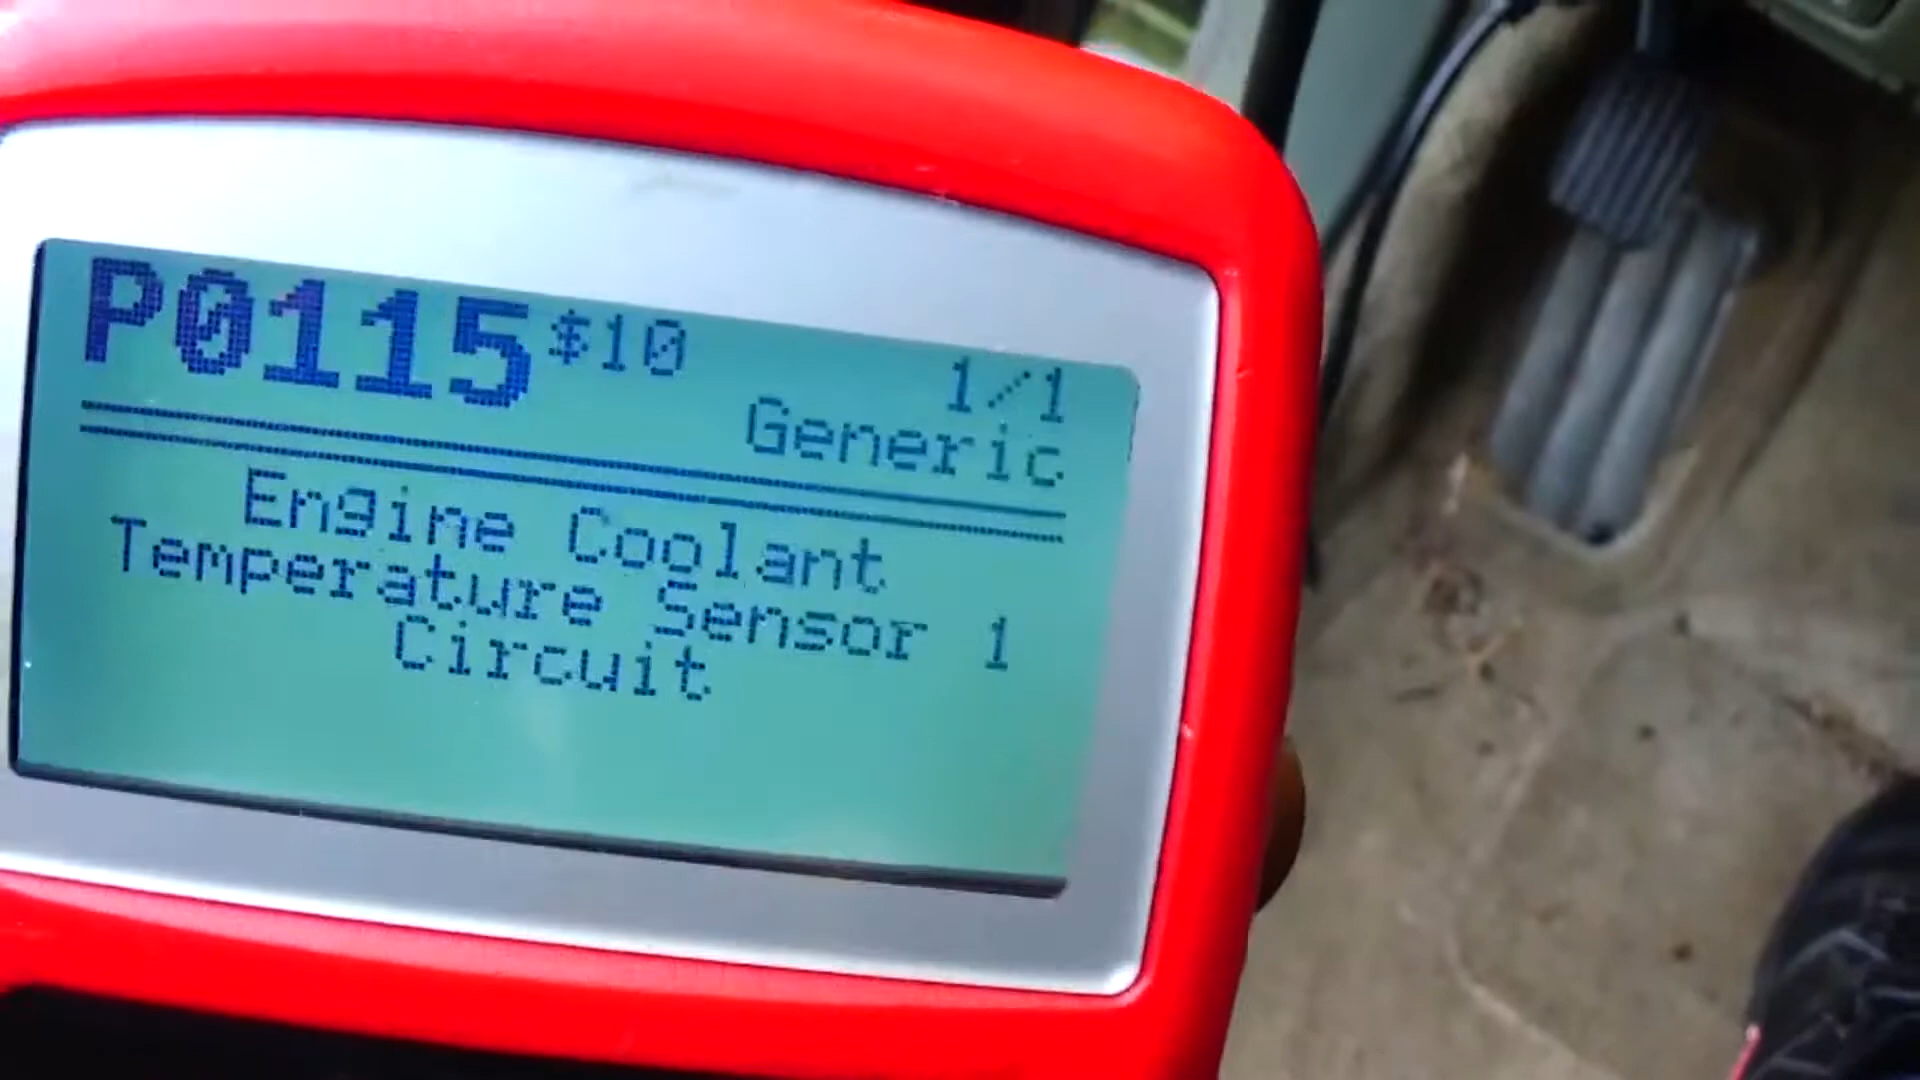 P0115 $10 1/1
Generic
Engine Coolant
Temperature Sensor 1
Circuit